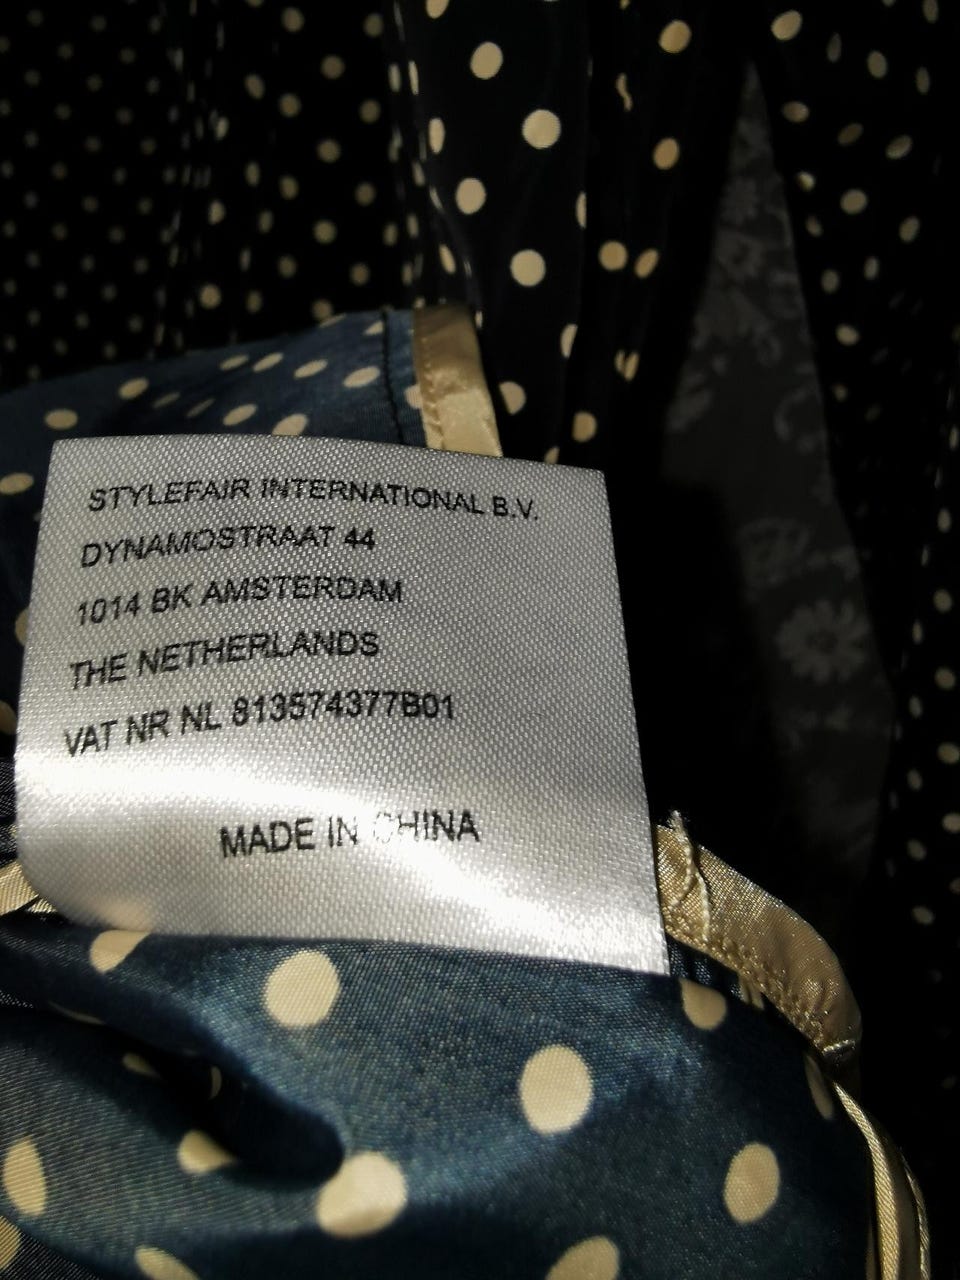 STYLEFAIR INTERNATIONAL B.V.
DYNAMOSTRAAT 44
1014 BK AMSTERDAM
THE NETHERLANDS
VAT NR NL 813574377B01
MADE IN CHINA